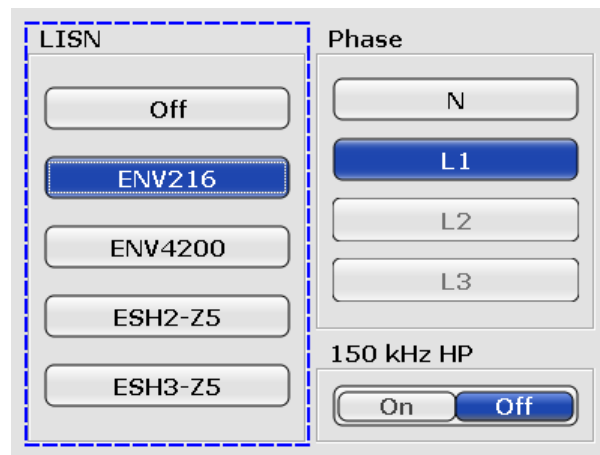 LISN
Off
ENV216
ENV4200
ESH2-Z5
ESH3-Z5
Phase
N
L1
L2
L3
150 kHz HP
On Off